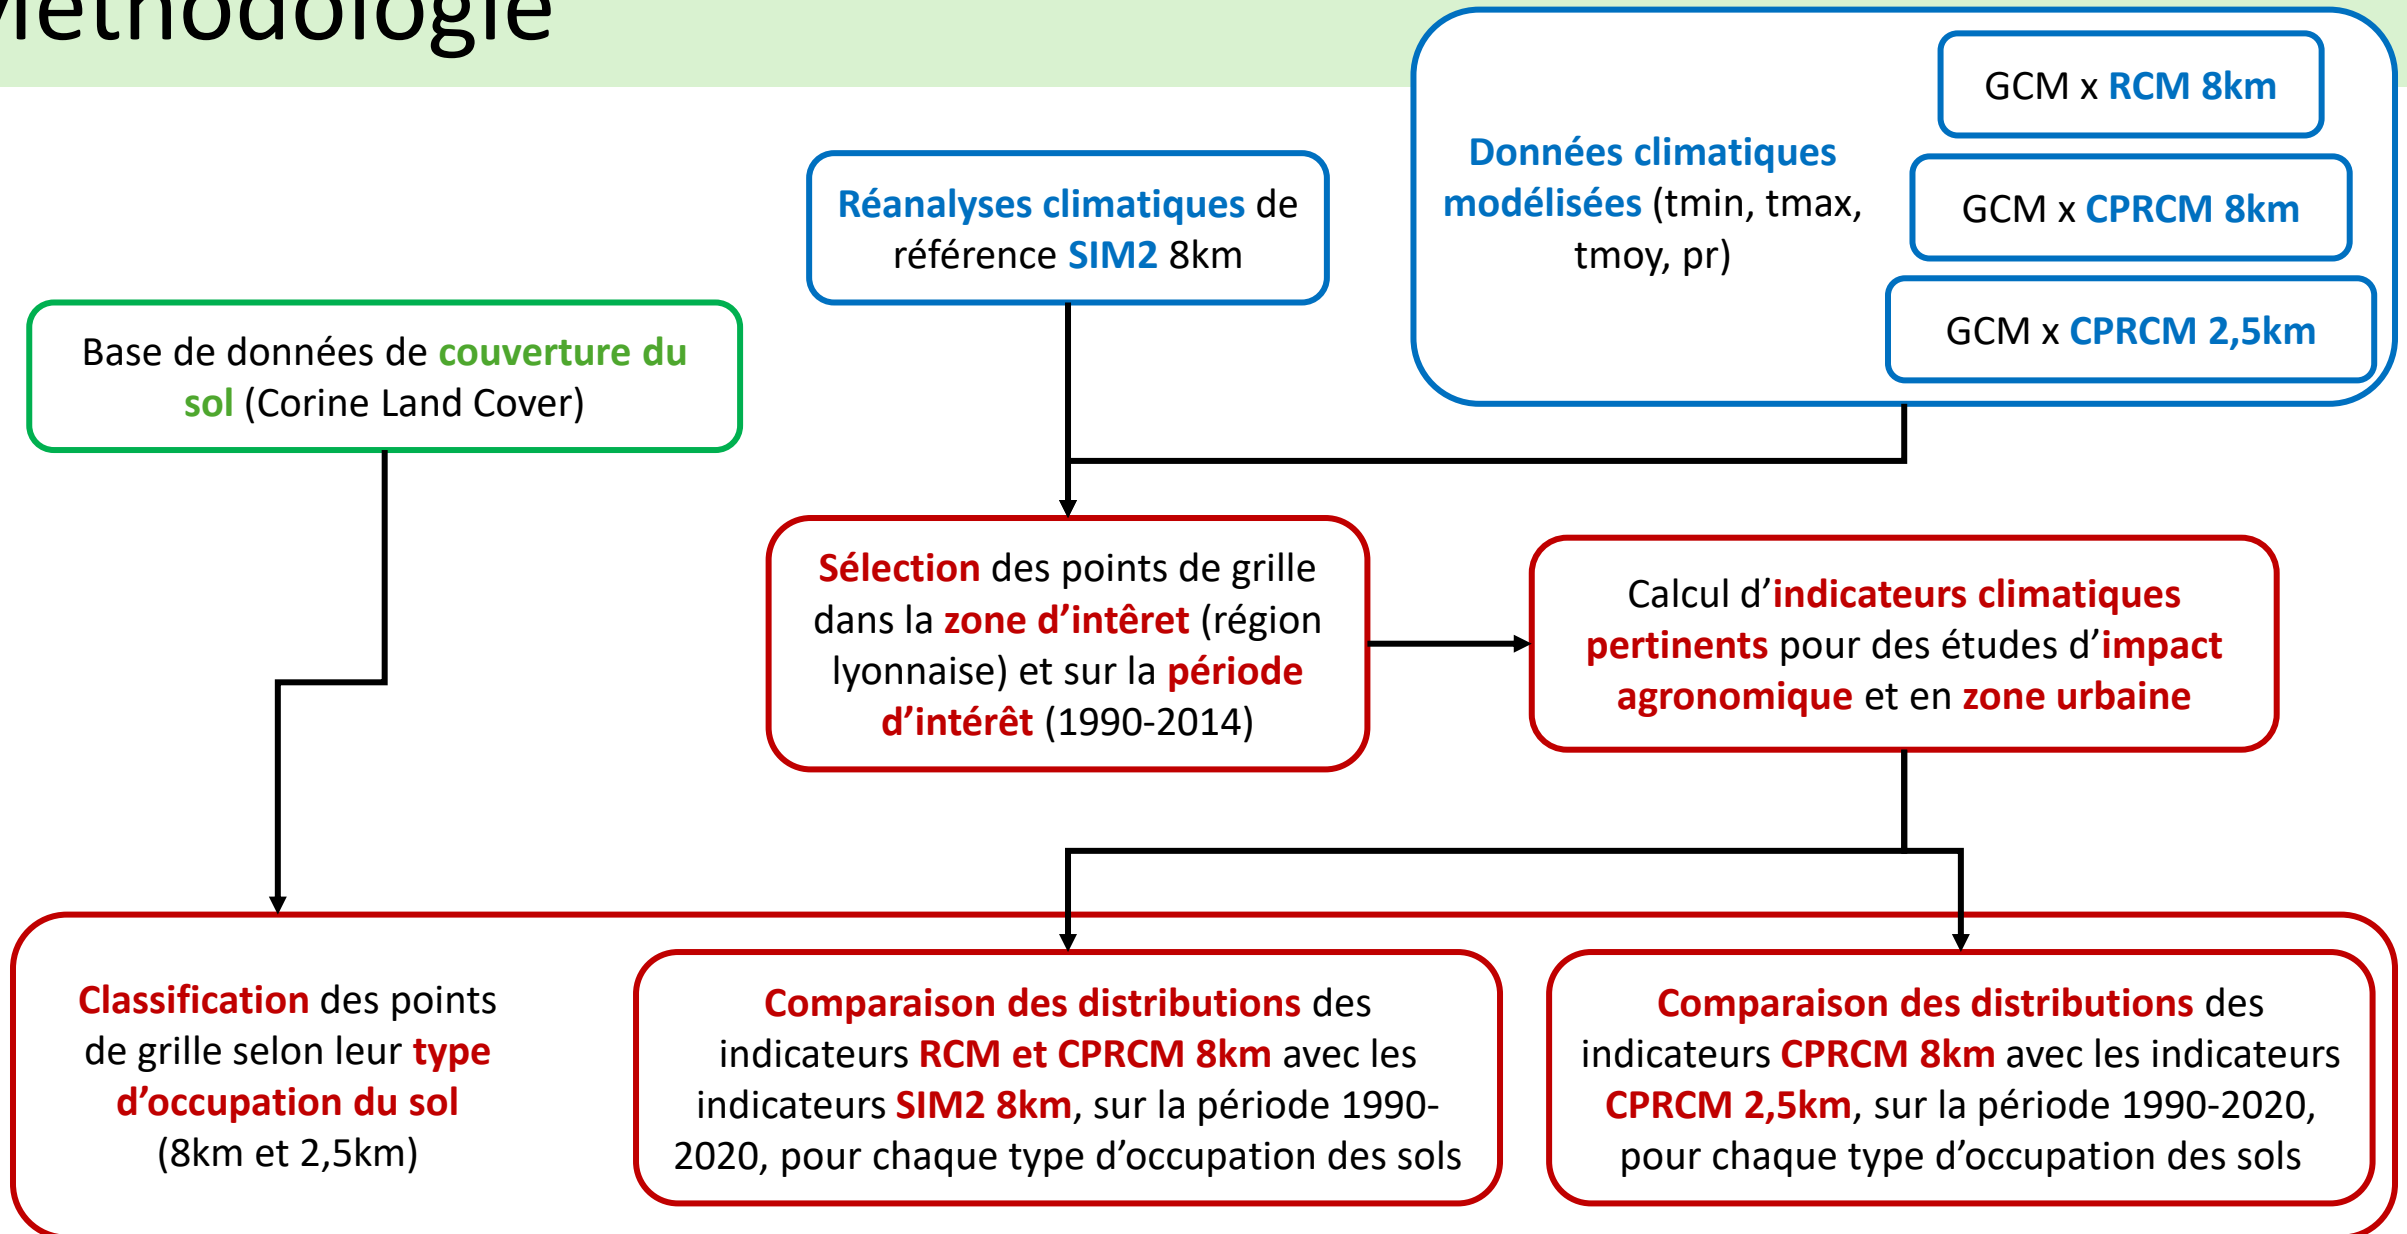 Méthodologie
GCM x RCM 8km
Données climatiques
modélisées (tmin, tmax,
tmoy, pr)
GCM x CPRCM 8km
GCM x CPRCM 2,5km
Réanalyses climatiques de
référence SIM2 8km
Base de données de couverture du
sol (Corine Land Cover)
Sélection des points de grille
dans la zone d’intêret (région
lyonnaise) et sur la période
d’intérêt (1990-2014)
Calcul d’indicateurs climatiques
pertinents pour des études d’impact
agronomique et en zone urbaine
Classification des points
de grille selon leur type
d’occupation du sol
(8km et 2,5km)
Comparaison des distributions des
indicateurs RCM et CPRCM 8km avec les
indicateurs SIM2 8km, sur la période 1990-
2020, pour chaque type d’occupation des sols
Comparaison des distributions des
indicateurs CPRCM 8km avec les indicateurs
CPRCM 2,5km, sur la période 1990-2020,
pour chaque type d’occupation des sols